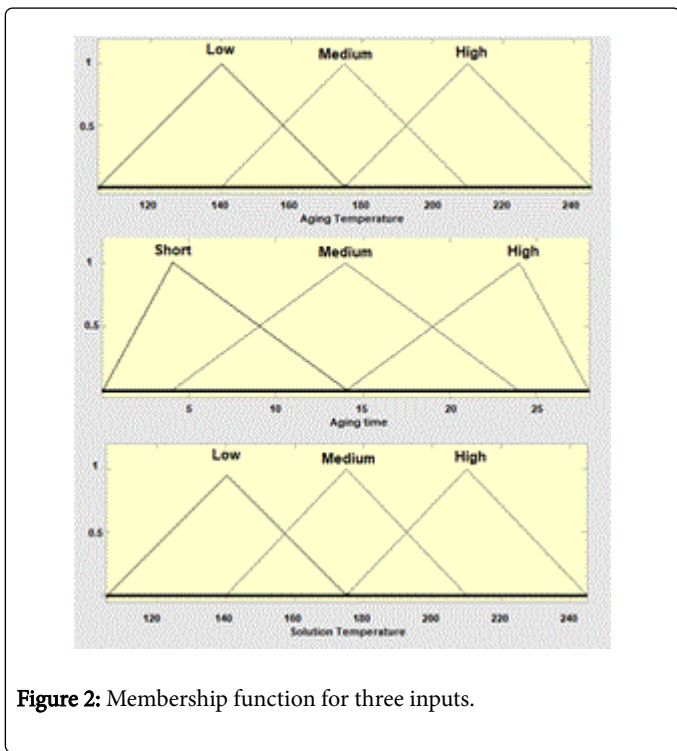 Low Medium High
1
0.5
120 140 160 180 200 220 240
Aging Temperature
Short Medium High
1
0.5
5 10 15 21 25
Aging time
Low Medium High
1
0.5
120 140 160 180 200 220 240
Solution Temperature
Figure 2: Membership function for three inputs.